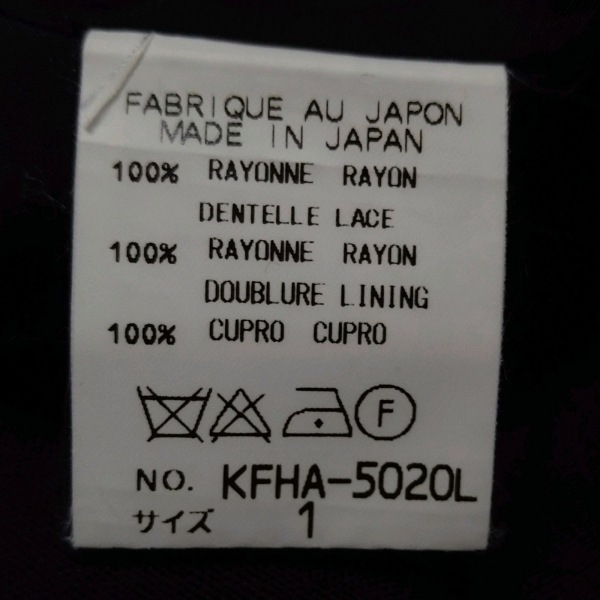 FABRIQUE AU JAPON
MADE IN JAPAN
100% RAYONNE RAYON
DENTELLE LACE
100% RAYONNE RAYON
DOUBLURE LINING
100% CUPRO CUPRO
F
NO. KFHA-5020L
サイズ 1